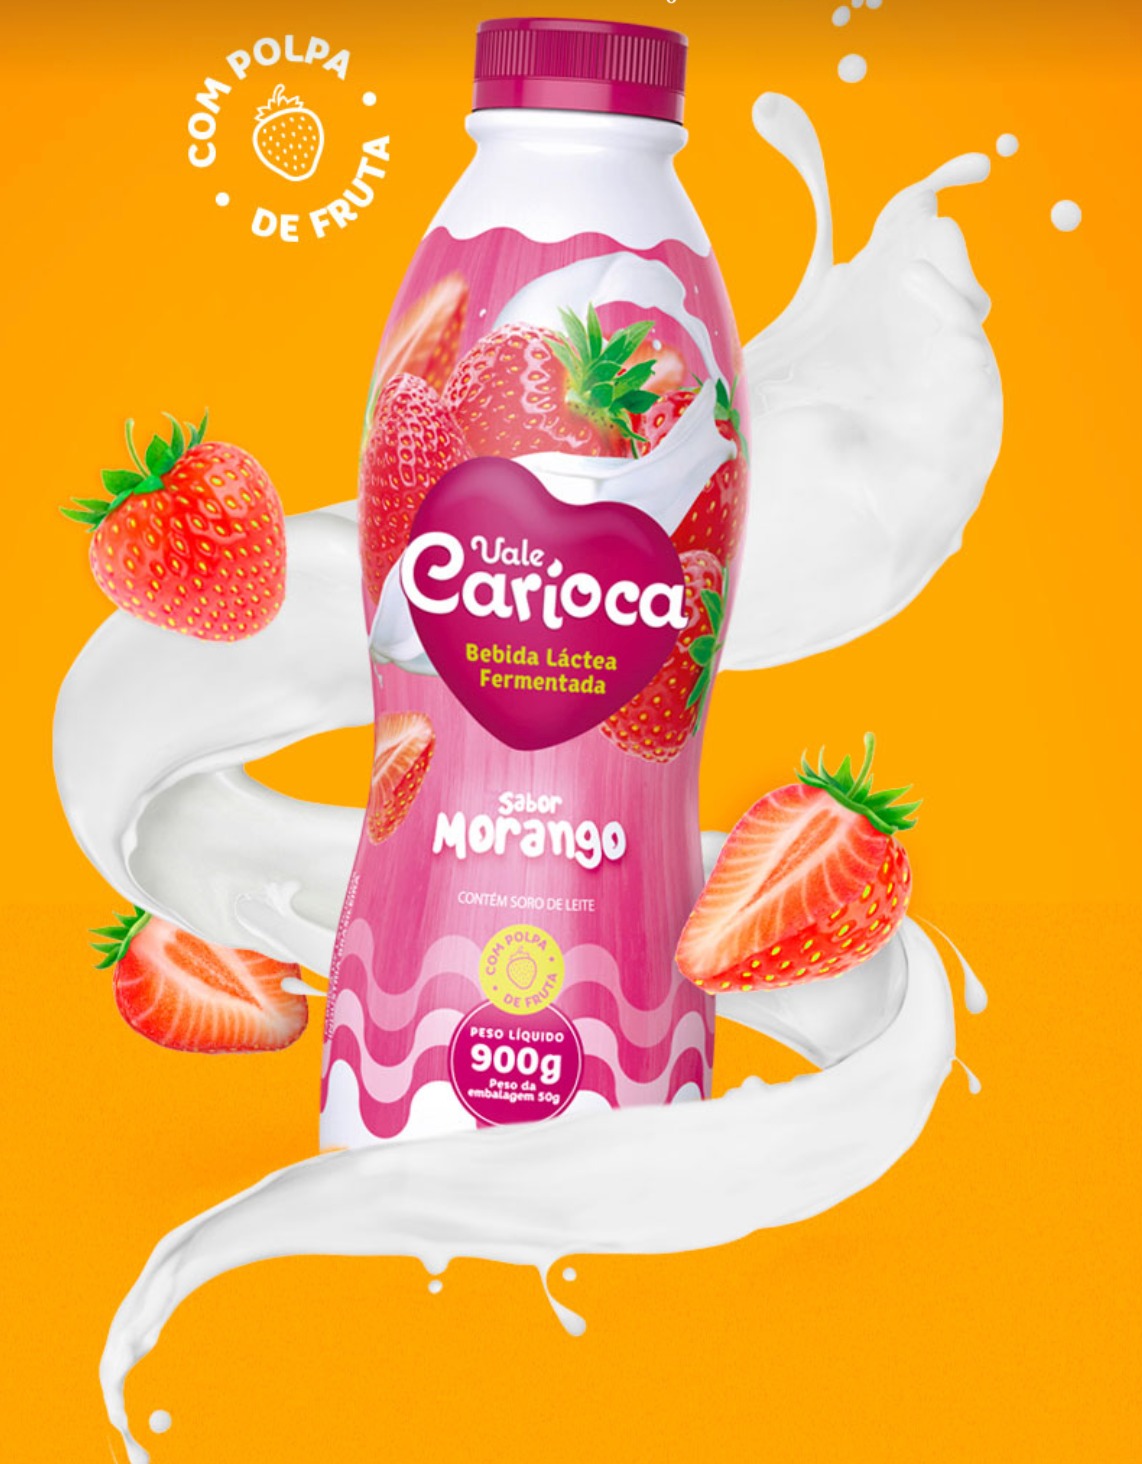 COM POLPA
DE FRUTA
Vale
Carioca
Bebida Láctea
Fermentada
Sabor
Morango
CONTÉM SORO DE LEITE
COM POLPA
DE FRUTA
PESO LÍQUIDO
900g
Peso da
embalagem 50g